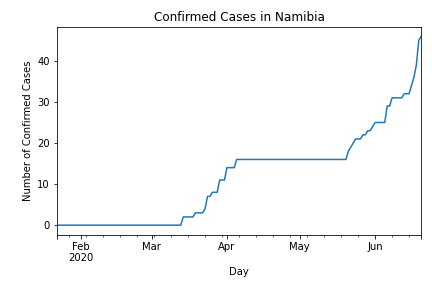 Confirmed Cases in Namibia
Number of Confirmed Cases
40
30
20
10
0
Feb Mar Apr May Jun
2020
Day